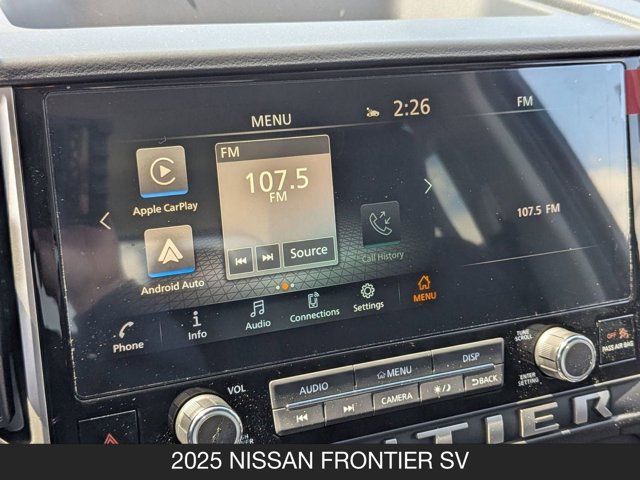 MENU
2:26
FM
FM
107.5
FM
Source
Apple CarPlay
Android Auto
Call History
107.5 FM
Phone
Info
Audio
Connections
Settings
MENU
TUNE
SCROLL
OFF
PASS AIR BAG
VOL
AUDIO
MENU
DISP
ENTER
SETTING
CAMERA
BACK
TIER
2025 NISSAN FRONTIER SV